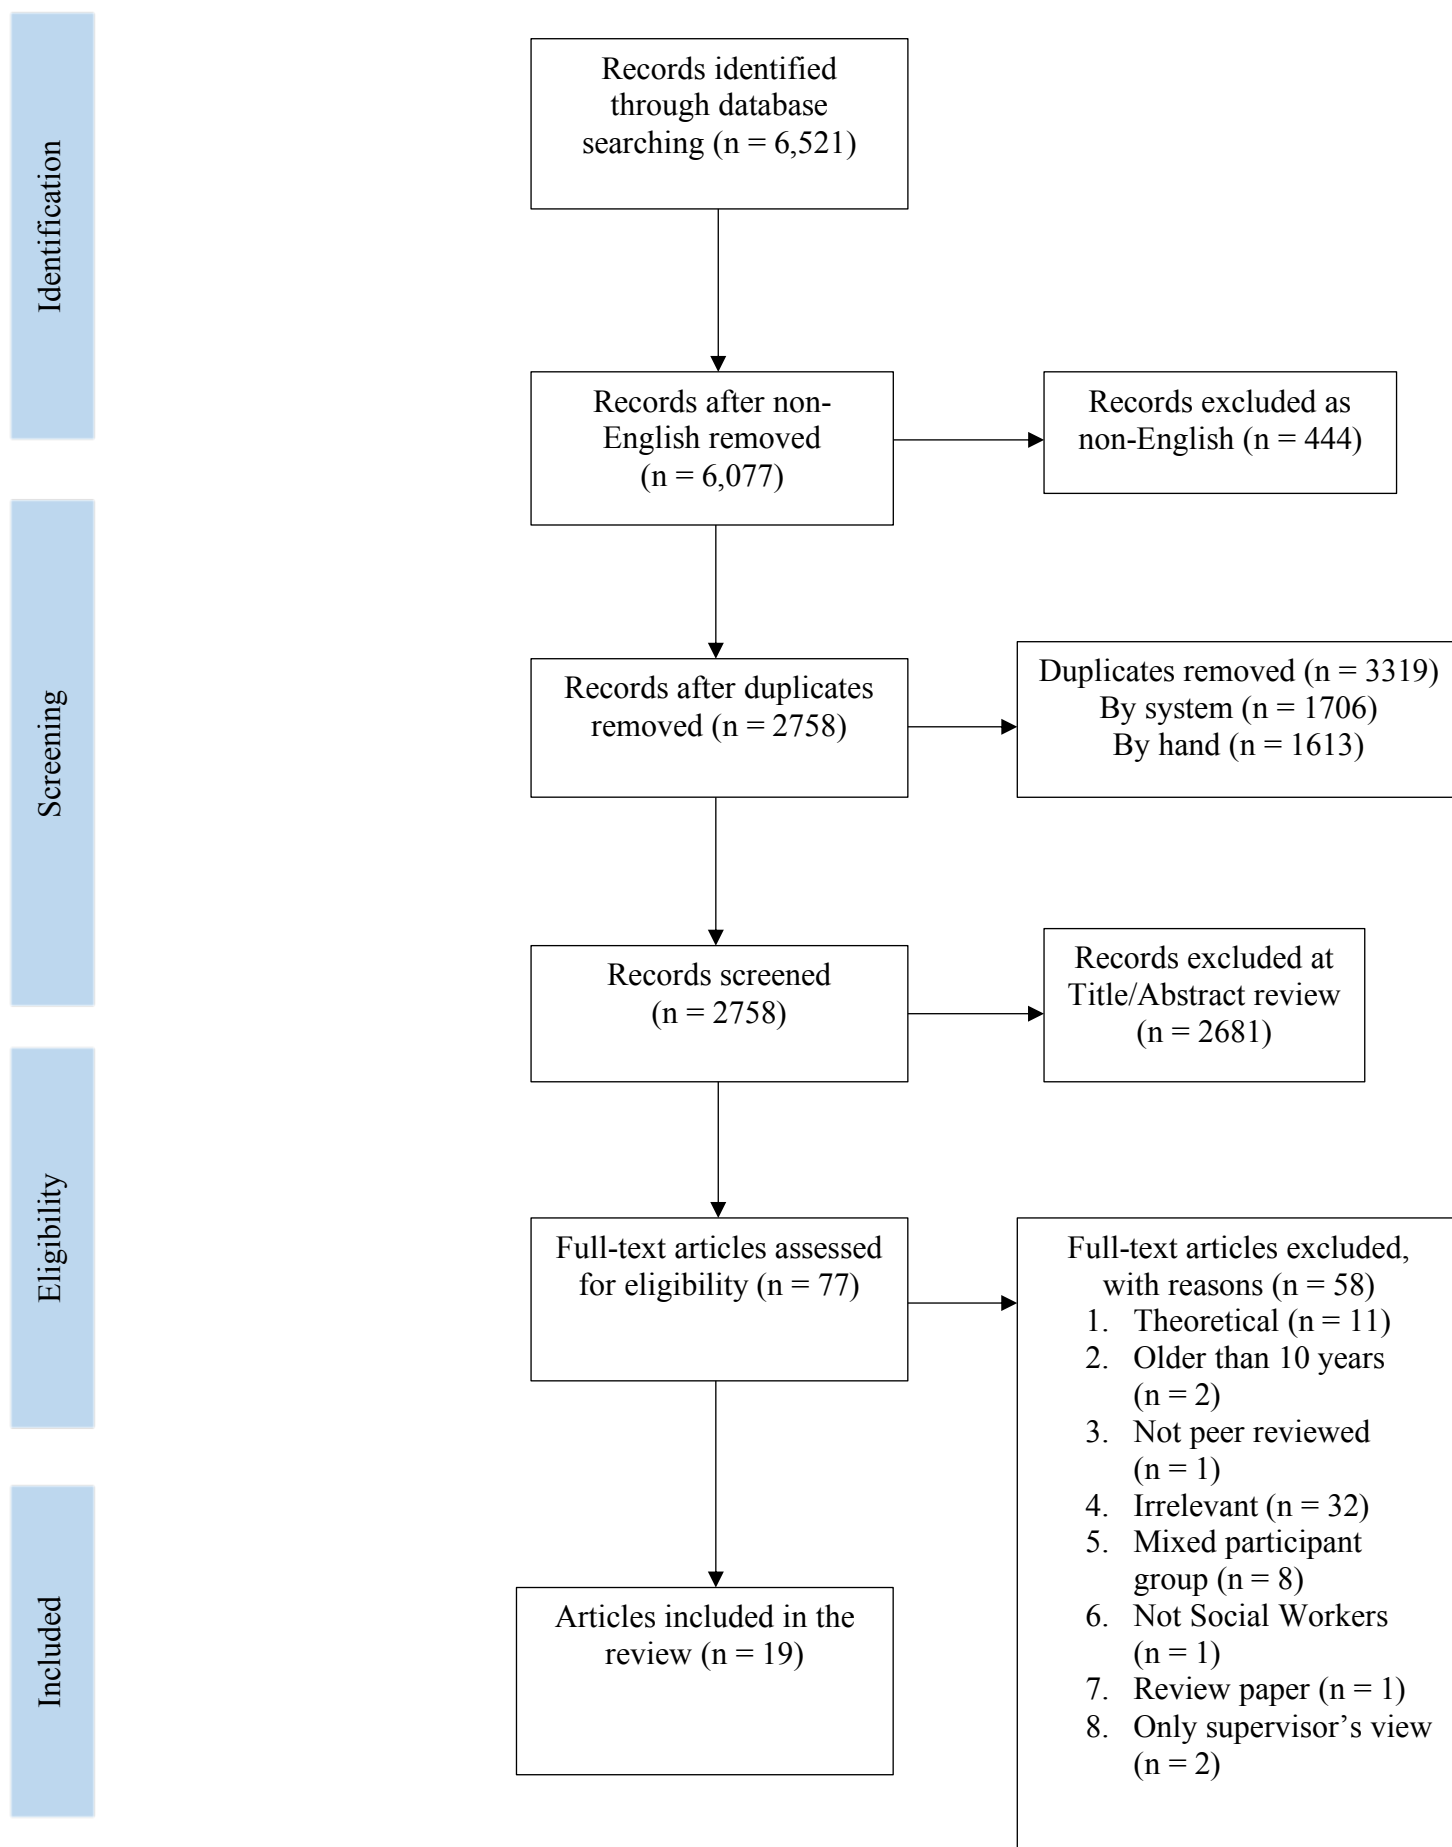 Identification
Records identified
through database
searching (n = 6,521)
Records after non-
English removed
(n = 6,077)
Records excluded as
non-English (n = 444)
Screening
Records after duplicates
removed (n = 2758)
Duplicates removed (n = 3319)
By system (n = 1706)
By hand (n = 1613)
Records screened
(n = 2758)
Records excluded at
Title/Abstract review
(n = 2681)
Eligibility
Full-text articles assessed
for eligibility (n = 77)
Full-text articles excluded,
with reasons (n = 58)
1. Theoretical (n = 11)
2. Older than 10 years
(n = 2)
3. Not peer reviewed
(n = 1)
4. Irrelevant (n = 32)
5. Mixed participant
group (n = 8)
6. Not Social Workers
(n = 1)
7. Review paper (n = 1)
8. Only supervisor’s view
(n = 2)
Included
Articles included in the
review (n = 19)